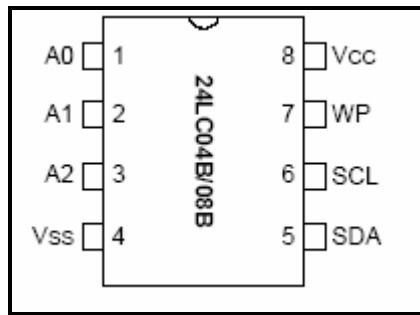 A0 1 8 Vcc
A1 2 7 WP
A2 3 6 SCL
Vss 4 5 SDA
24LC04B/08B